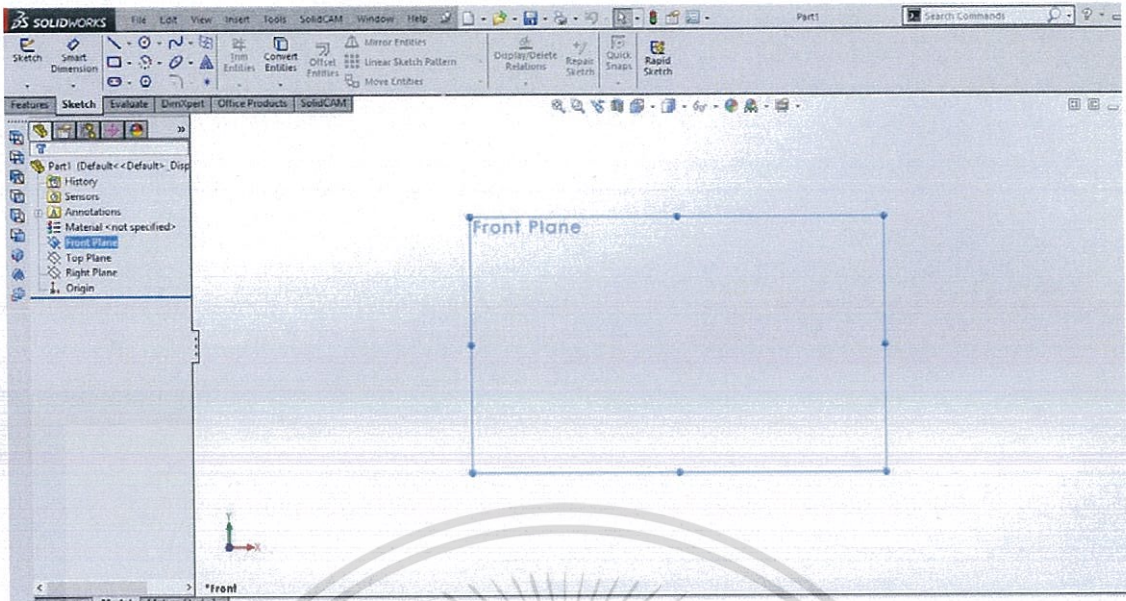 SOLIDWORKS File Edit View Insert Tools SolidCAM Window Help Part1 Search Commands
Sketch Smart Dimension Trim Entities Convert Entities Offset Entities Mirror Entities Linear Sketch Pattern Move Entities Display/Delete Relations Repair Sketch Quick Snaps Rapid Sketch
Features Sketch Evaluate DimXpert Office Products SolidCAM
Part1 (Default<<Default>_Disp
History
Sensors
Annotations
Material <not specified>
Front Plane
Top Plane
Right Plane
Origin
Front Plane
Y
X
*Front